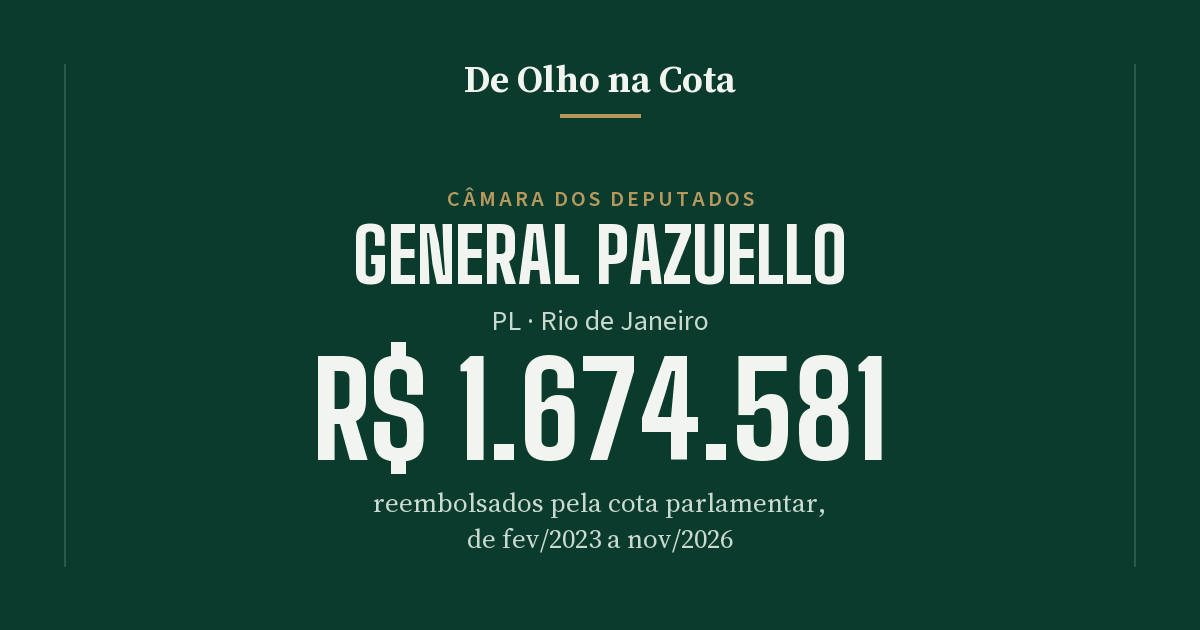 De Olho na Cota
CÂMARA DOS DEPUTADOS
GENERAL PAZUELLO
PL · Rio de Janeiro
R$ 1.674.581
reembolsados pela cota parlamentar,
de fev/2023 a nov/2026